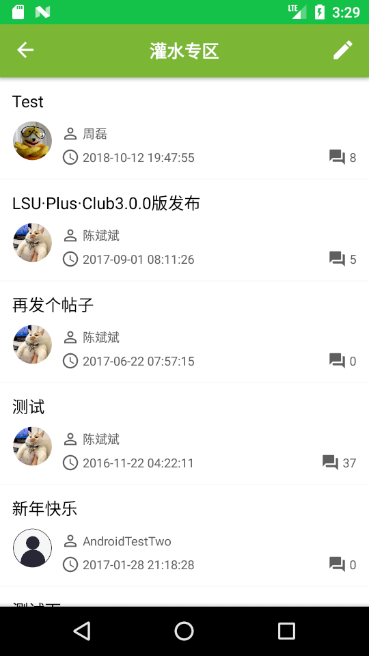 LTE 3:29
灌水专区
Test
周磊
2018-10-12 19:47:55 8
LSU·Plus·Club3.0.0版发布
陈斌斌
2017-09-01 08:11:26 5
再发个帖子
陈斌斌
2017-06-22 07:57:15 0
测试
陈斌斌
2016-11-22 04:22:11 37
新年快乐
AndroidTestTwo
2017-01-28 21:18:28 0